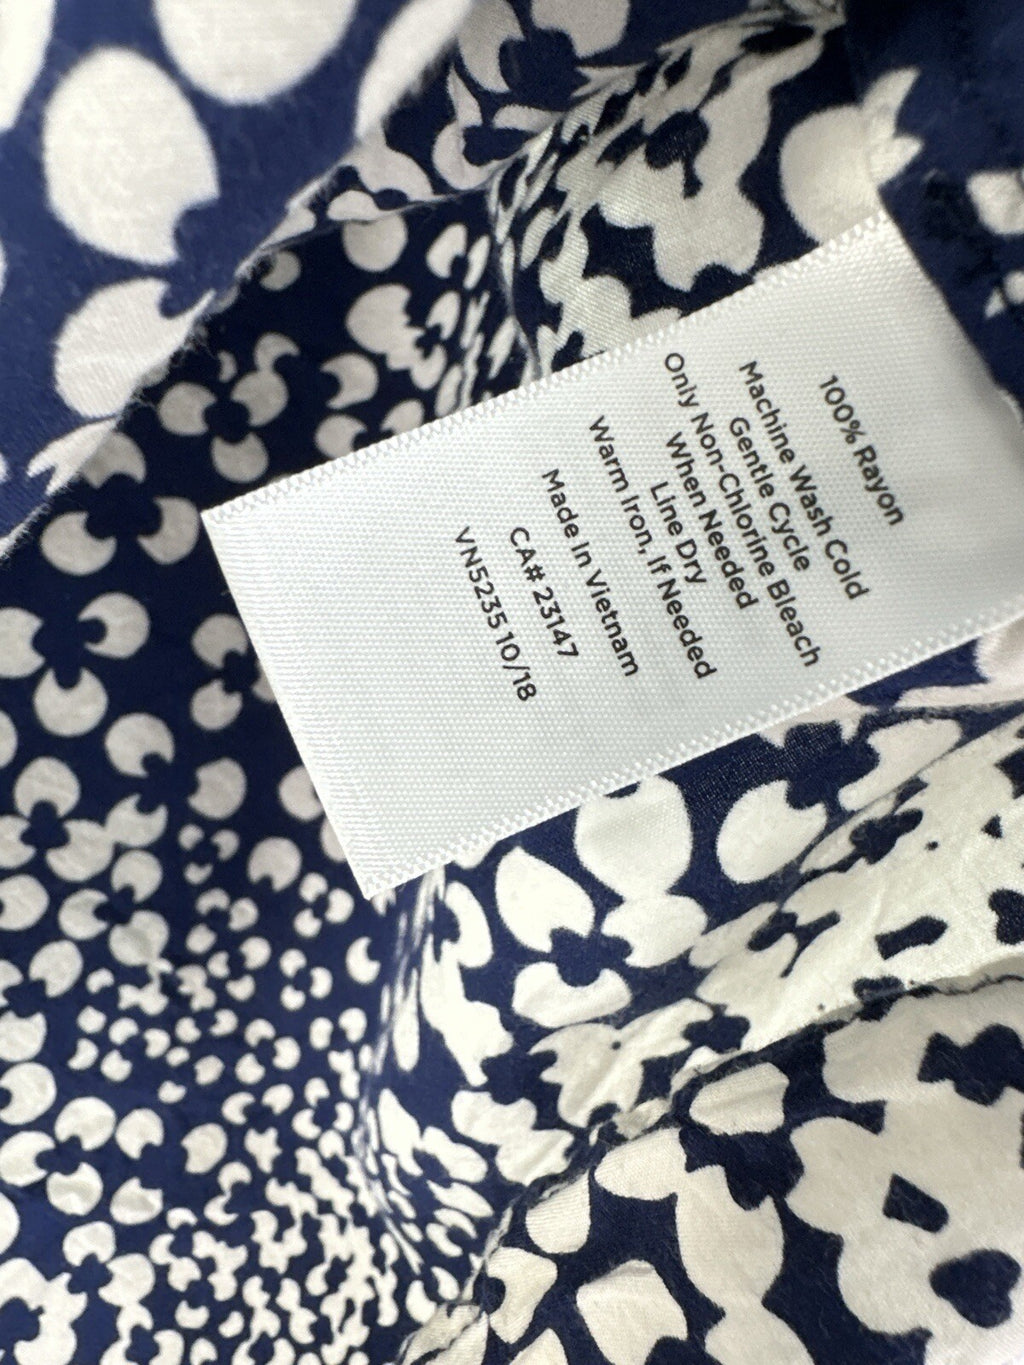 100% Rayon
Machine Wash Cold
Gentle Cycle
Only Non-Chlorine Bleach
When Needed
Line Dry
Warm Iron, If Needed
Made In Vietnam
CA# 23147
VN5235 10/18